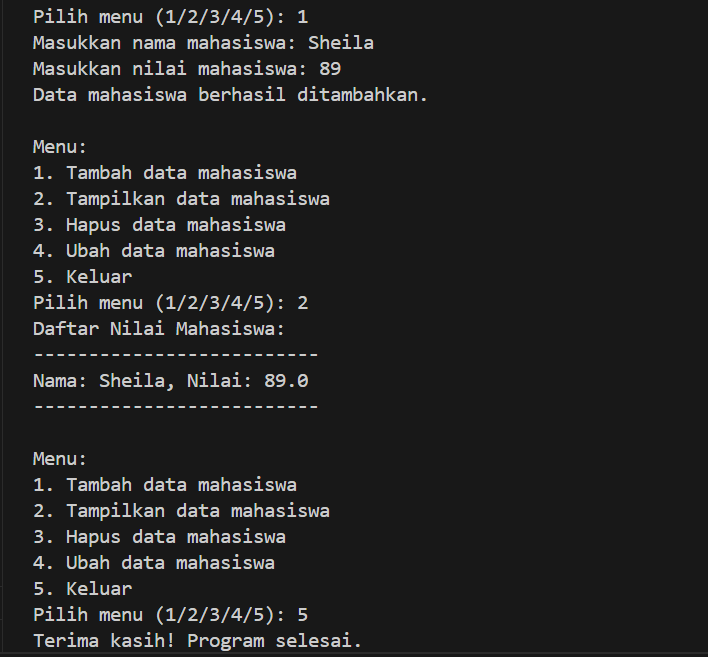 Pilih menu (1/2/3/4/5): 1
Masukkan nama mahasiswa: Sheila
Masukkan nilai mahasiswa: 89
Data mahasiswa berhasil ditambahkan.

Menu:
1. Tambah data mahasiswa
2. Tampilkan data mahasiswa
3. Hapus data mahasiswa
4. Ubah data mahasiswa
5. Keluar
Pilih menu (1/2/3/4/5): 2
Daftar Nilai Mahasiswa:
--------------------------
Nama: Sheila, Nilai: 89.0
--------------------------

Menu:
1. Tambah data mahasiswa
2. Tampilkan data mahasiswa
3. Hapus data mahasiswa
4. Ubah data mahasiswa
5. Keluar
Pilih menu (1/2/3/4/5): 5
Terima kasih! Program selesai.